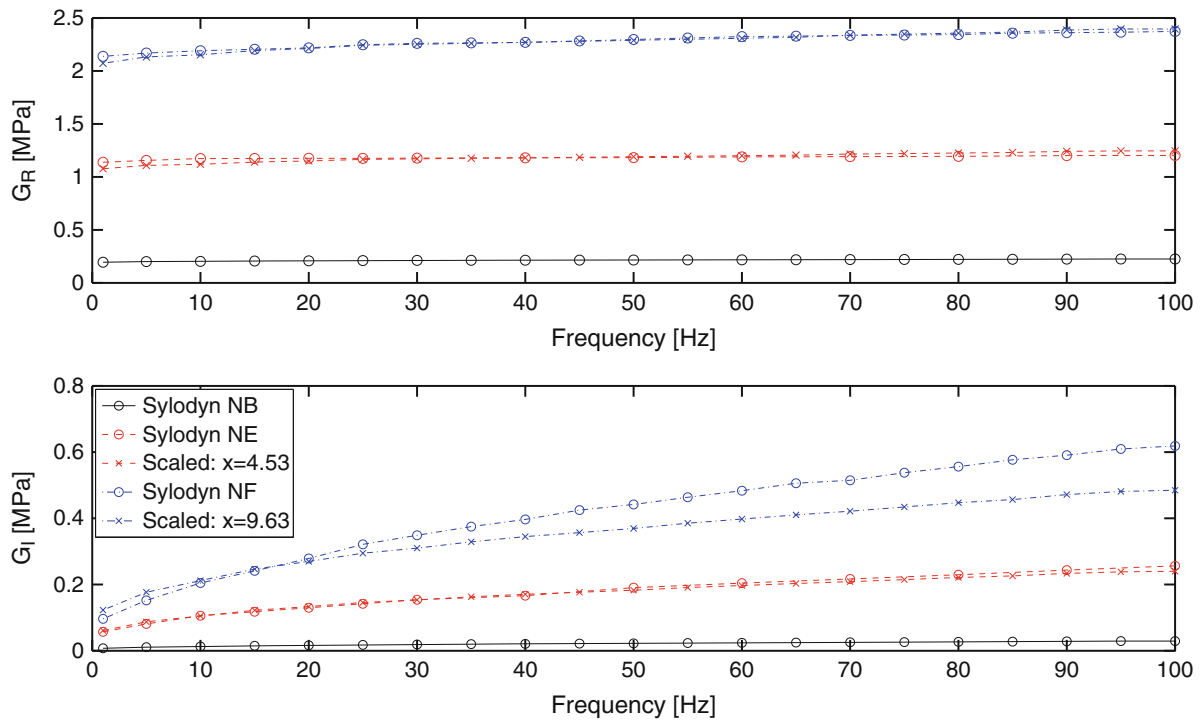 2.5
2
1.5
1
0.5
0
G_R [MPa]
0 10 20 30 40 50 60 70 80 90 100
Frequency [Hz]
0.8
0.6
0.4
0.2
0
G_I [MPa]
Sylodyn NB
Sylodyn NE
Scaled: x=4.53
Sylodyn NF
Scaled: x=9.63
0 10 20 30 40 50 60 70 80 90 100
Frequency [Hz]